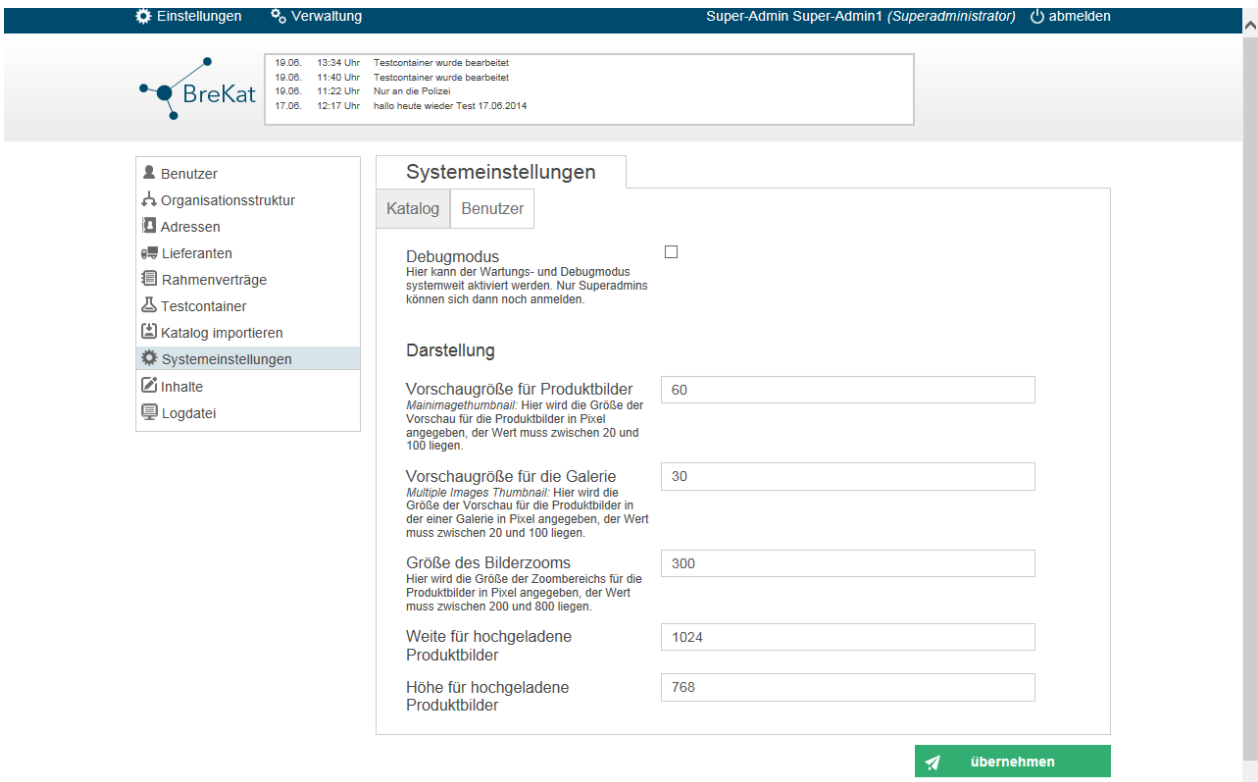 Einstellungen Verwaltung Super-Admin Super-Admin1 (Superadministrator) abmelden
BreKat
19.06. 13:34 Uhr Testcontainer wurde bearbeitet
19.06. 11:40 Uhr Testcontainer wurde bearbeitet
19.06. 11:22 Uhr Nur an die Polizei
17.06. 12:17 Uhr hallo heute wieder Test 17.06.2014
Benutzer
Organisationsstruktur
Adressen
Lieferanten
Rahmenverträge
Testcontainer
Katalog importieren
Systemeinstellungen
Inhalte
Logdatei
Systemeinstellungen
Katalog Benutzer
Debugmodus
Hier kann der Wartungs- und Debugmodus
systemweit aktiviert werden. Nur Superadmins
können sich dann noch anmelden.
Darstellung
Vorschaugröße für Produktbilder 60
Mainimagethumbnail: Hier wird die Größe der
Vorschau für die Produktbilder in Pixel
angegeben, der Wert muss zwischen 20 und
100 liegen.
Vorschaugröße für die Galerie 30
Multiple Images Thumbnail: Hier wird die
Größe der Vorschau für die Produktbilder in
der einer Galerie in Pixel angegeben, der Wert
muss zwischen 20 und 100 liegen.
Größe des Bilderzooms 300
Hier wird die Größe der Zoombereichs für die
Produktbilder in Pixel angegeben, der Wert
muss zwischen 200 und 800 liegen.
Weite für hochgeladene 1024
Produktbilder
Höhe für hochgeladene 768
Produktbilder
übernehmen